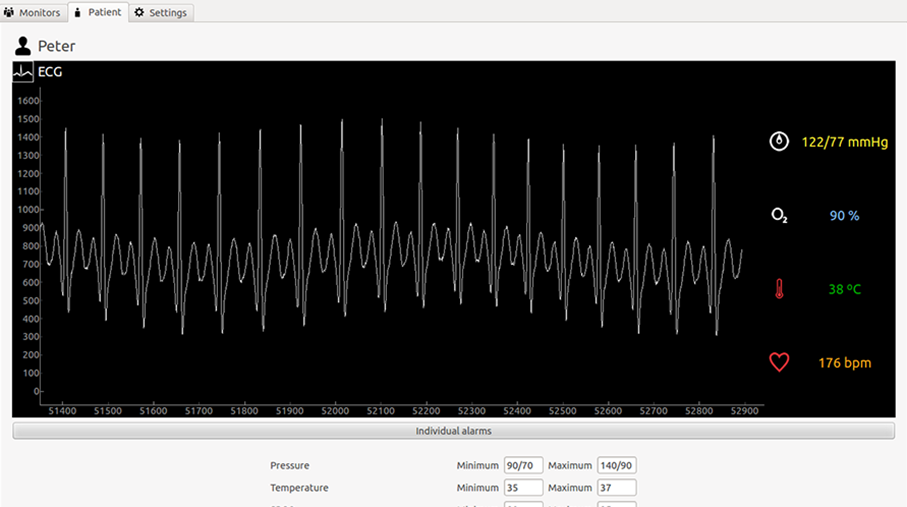 Monitors Patient Settings
Peter
ECG
1600
1500
1400
1300
1200
1100
1000
900
800
700
600
500
400
300
200
100
0
51400 51500 51600 51700 51800 51900 52000 52100 52200 52300 52400 52500 52600 52700 52800 52900
122/77 mmHg
O2 90 %
38 ºC
176 bpm
Individual alarms
Pressure Minimum 90/70 Maximum 140/90
Temperature Minimum 35 Maximum 37